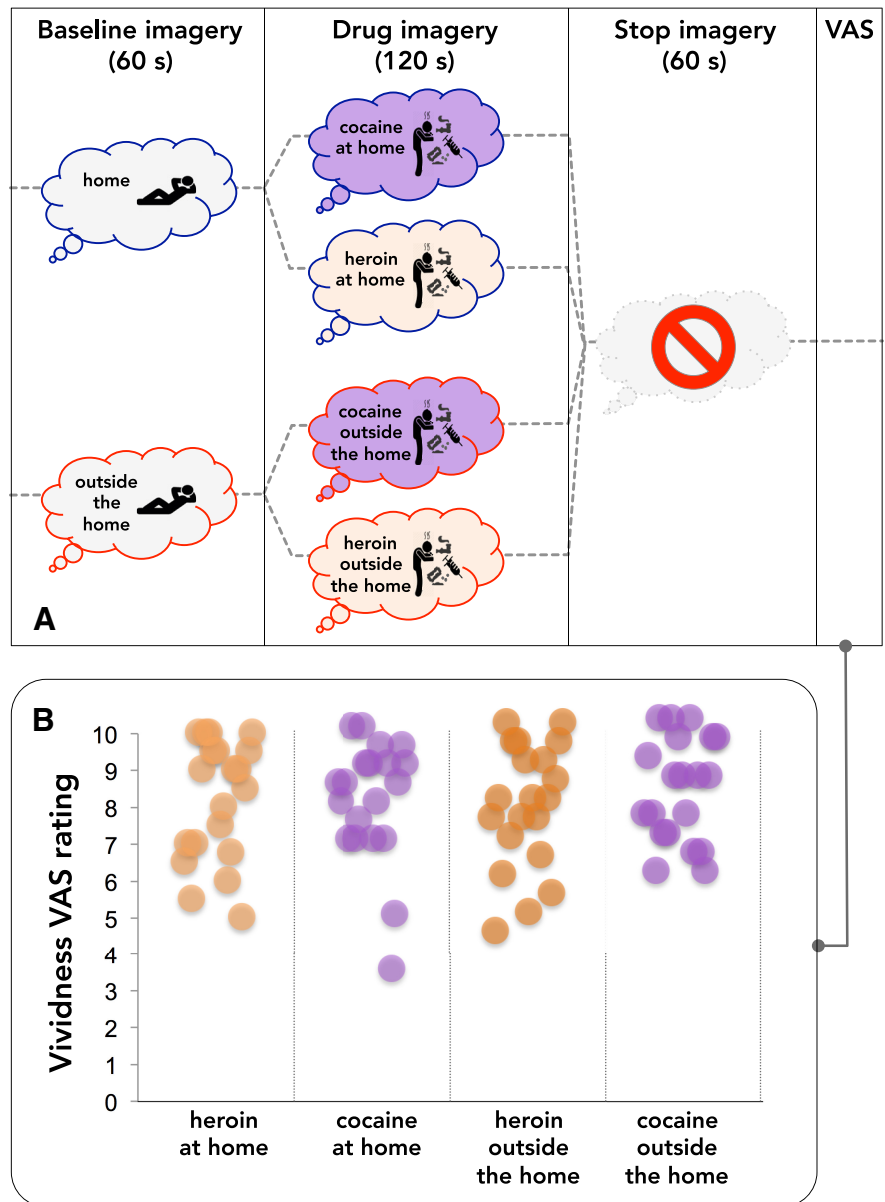 Baseline imagery
(60 s)
Drug imagery
(120 s)
Stop imagery
(60 s)
VAS
home
cocaine
at home
heroin
at home
outside
the
home
cocaine
outside
the home
heroin
outside
the home
A
B
Vividness VAS rating
10
9
8
7
6
5
4
3
2
1
0
heroin
at home
cocaine
at home
heroin
outside
the home
cocaine
outside
the home